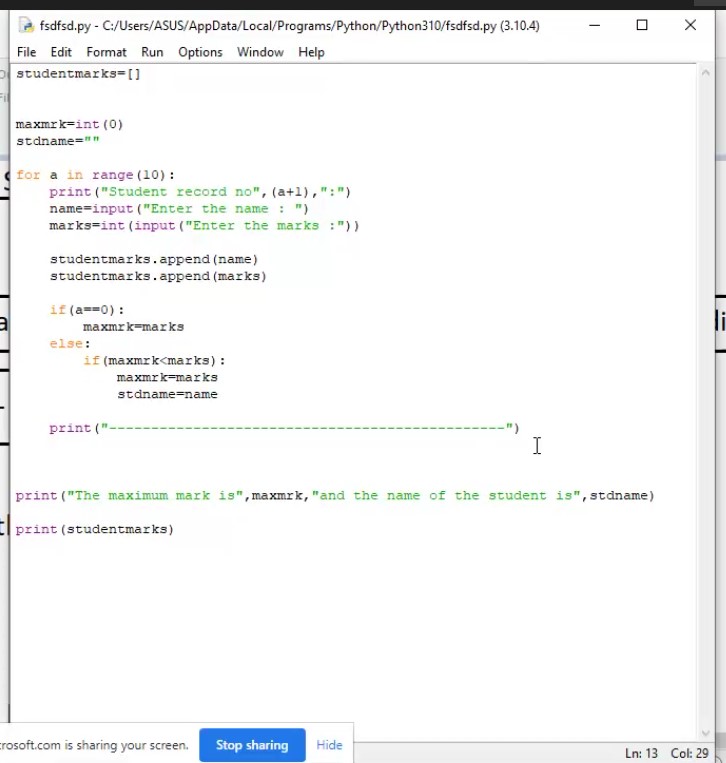 fsdfsd.py - C:/Users/ASUS/AppData/Local/Programs/Python/Python310/fsdfsd.py (3.10.4)
File Edit Format Run Options Window Help
studentmarks=[]
maxmrk=int(0)
stdname=""
for a in range(10):
    print("Student record no",(a+1),":")
    name=input("Enter the name : ")
    marks=int(input("Enter the marks :"))
    studentmarks.append(name)
    studentmarks.append(marks)
    if(a==0):
        maxmrk=marks
    else:
        if(maxmrk<marks):
            maxmrk=marks
            stdname=name
    print("-----------------------------------------------")
print("The maximum mark is",maxmrk,"and the name of the student is",stdname)
print(studentmarks)
crosoft.com is sharing your screen. Stop sharing Hide
Ln: 13 Col: 29